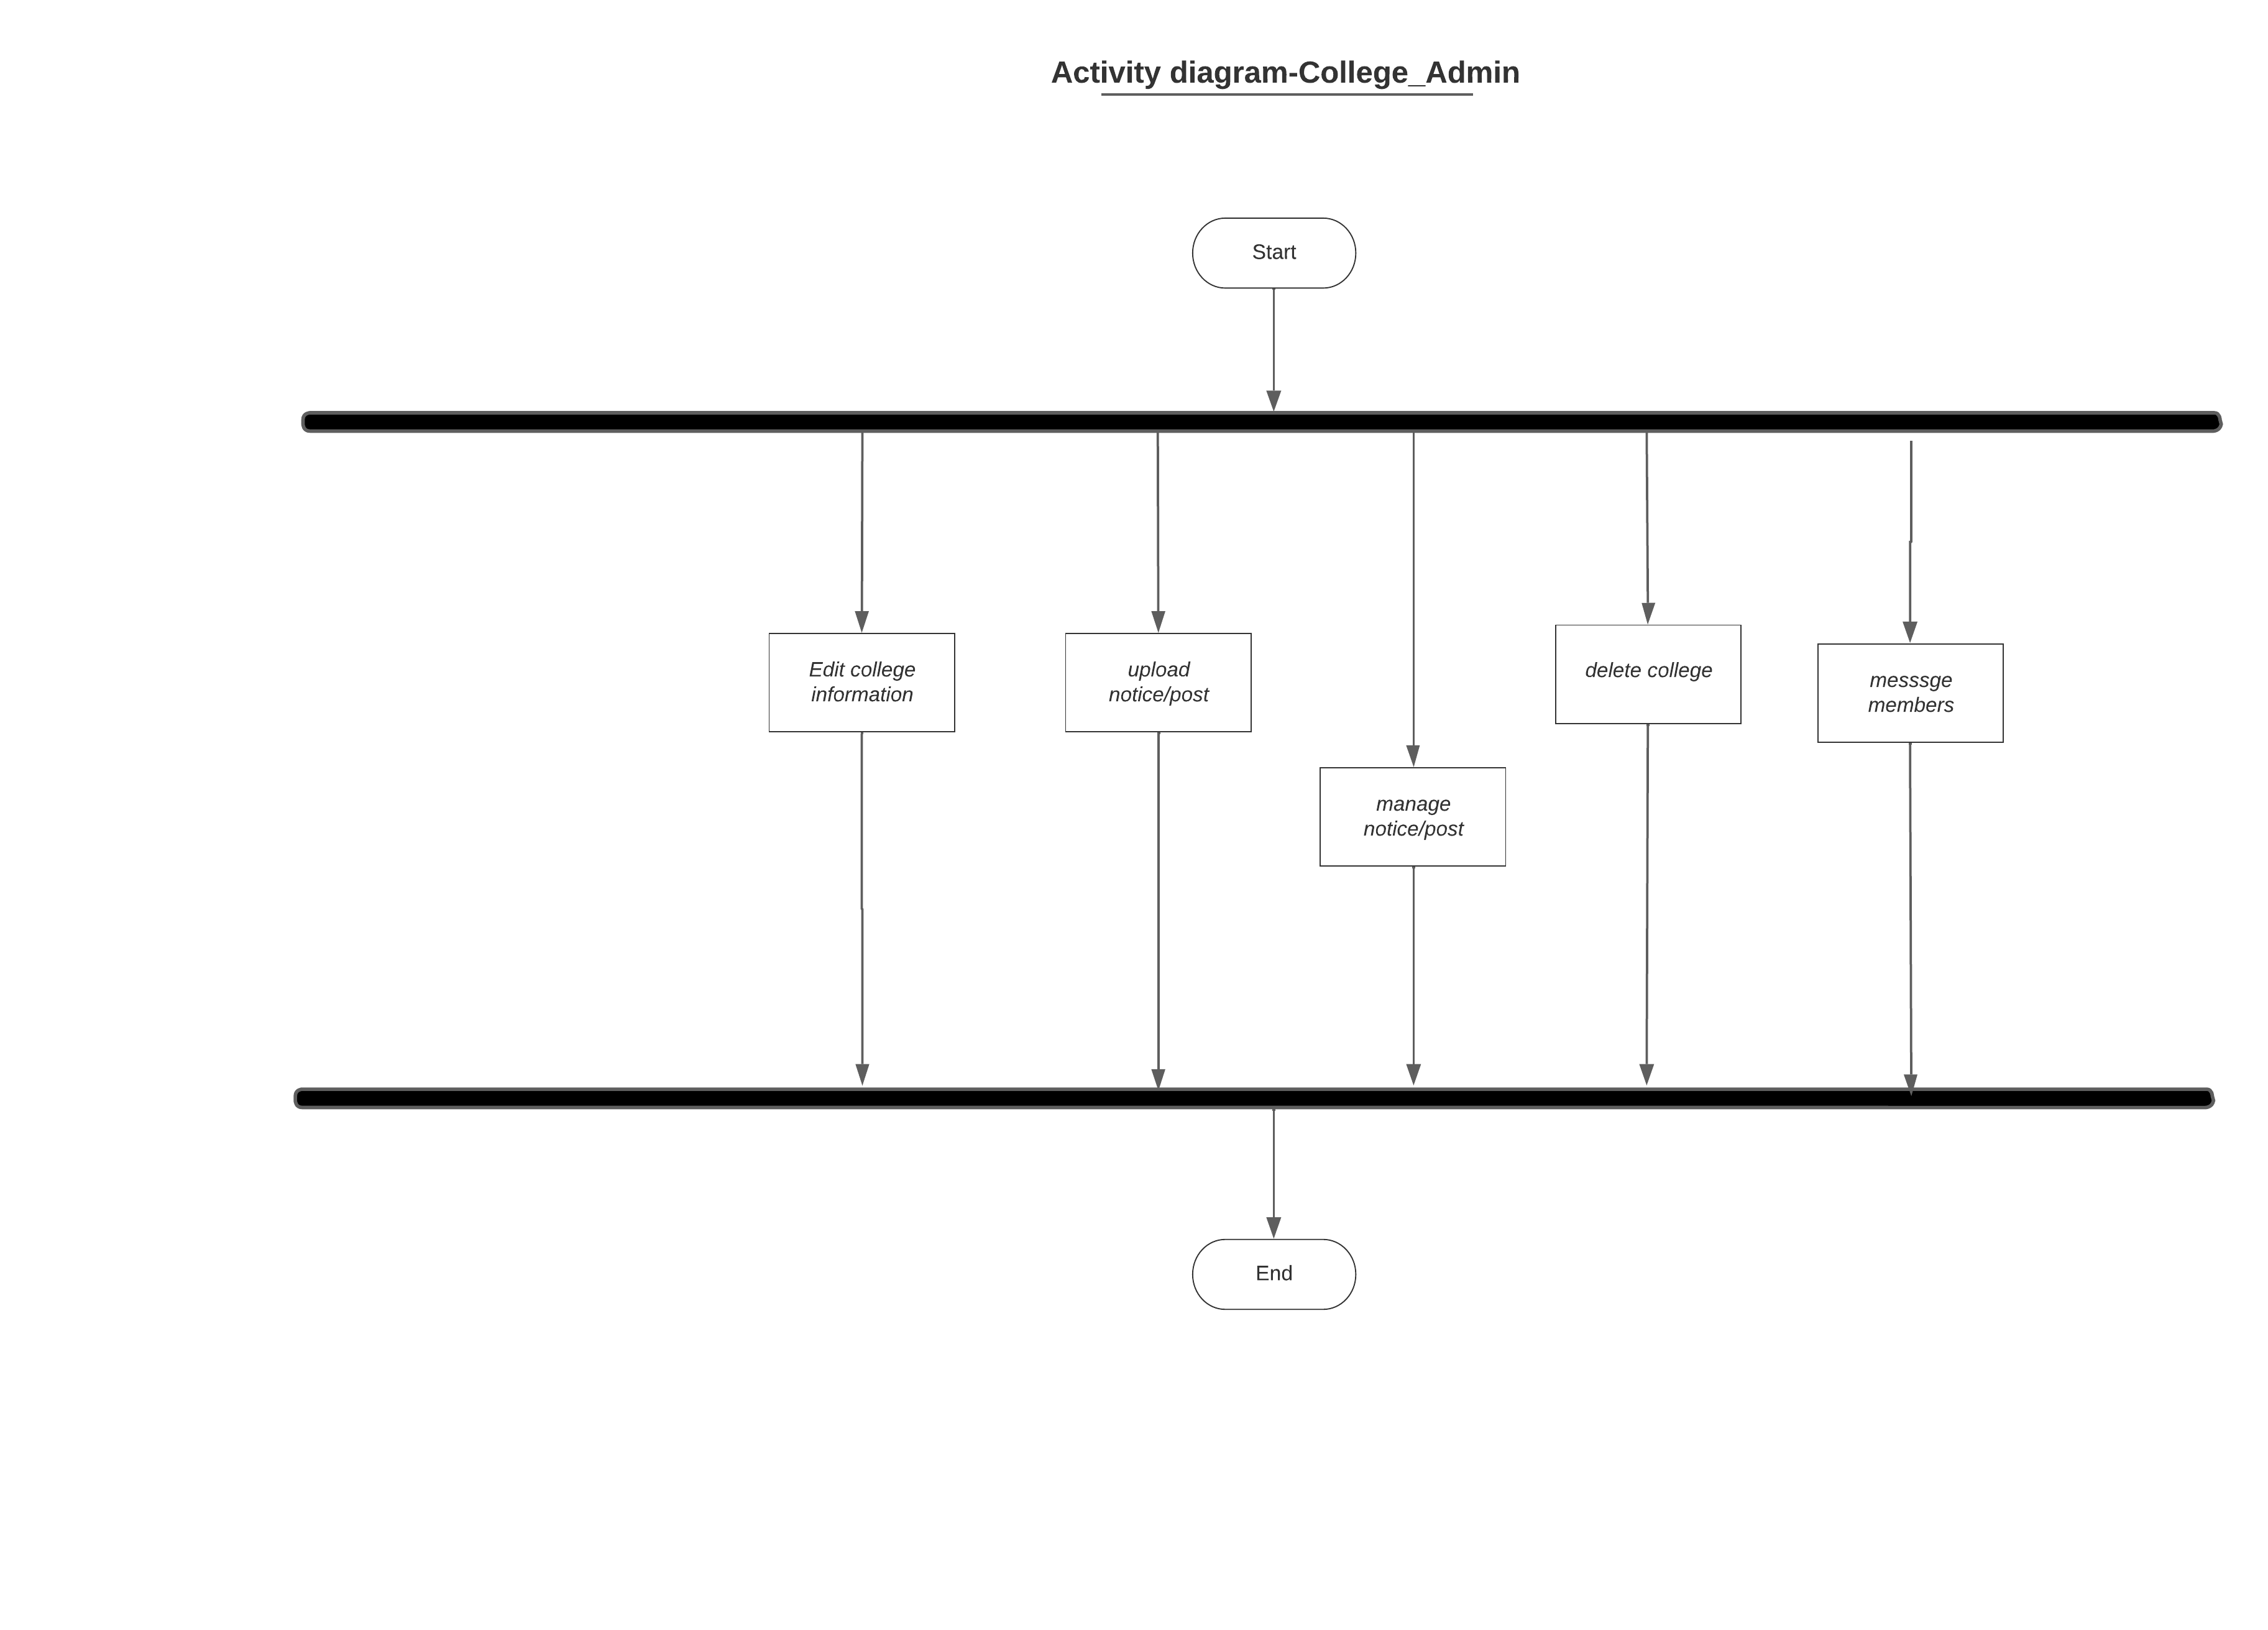 Activity diagram-College_Admin
Start
Edit college
information
upload
notice/post
manage
notice/post
delete college
messsge
members
End